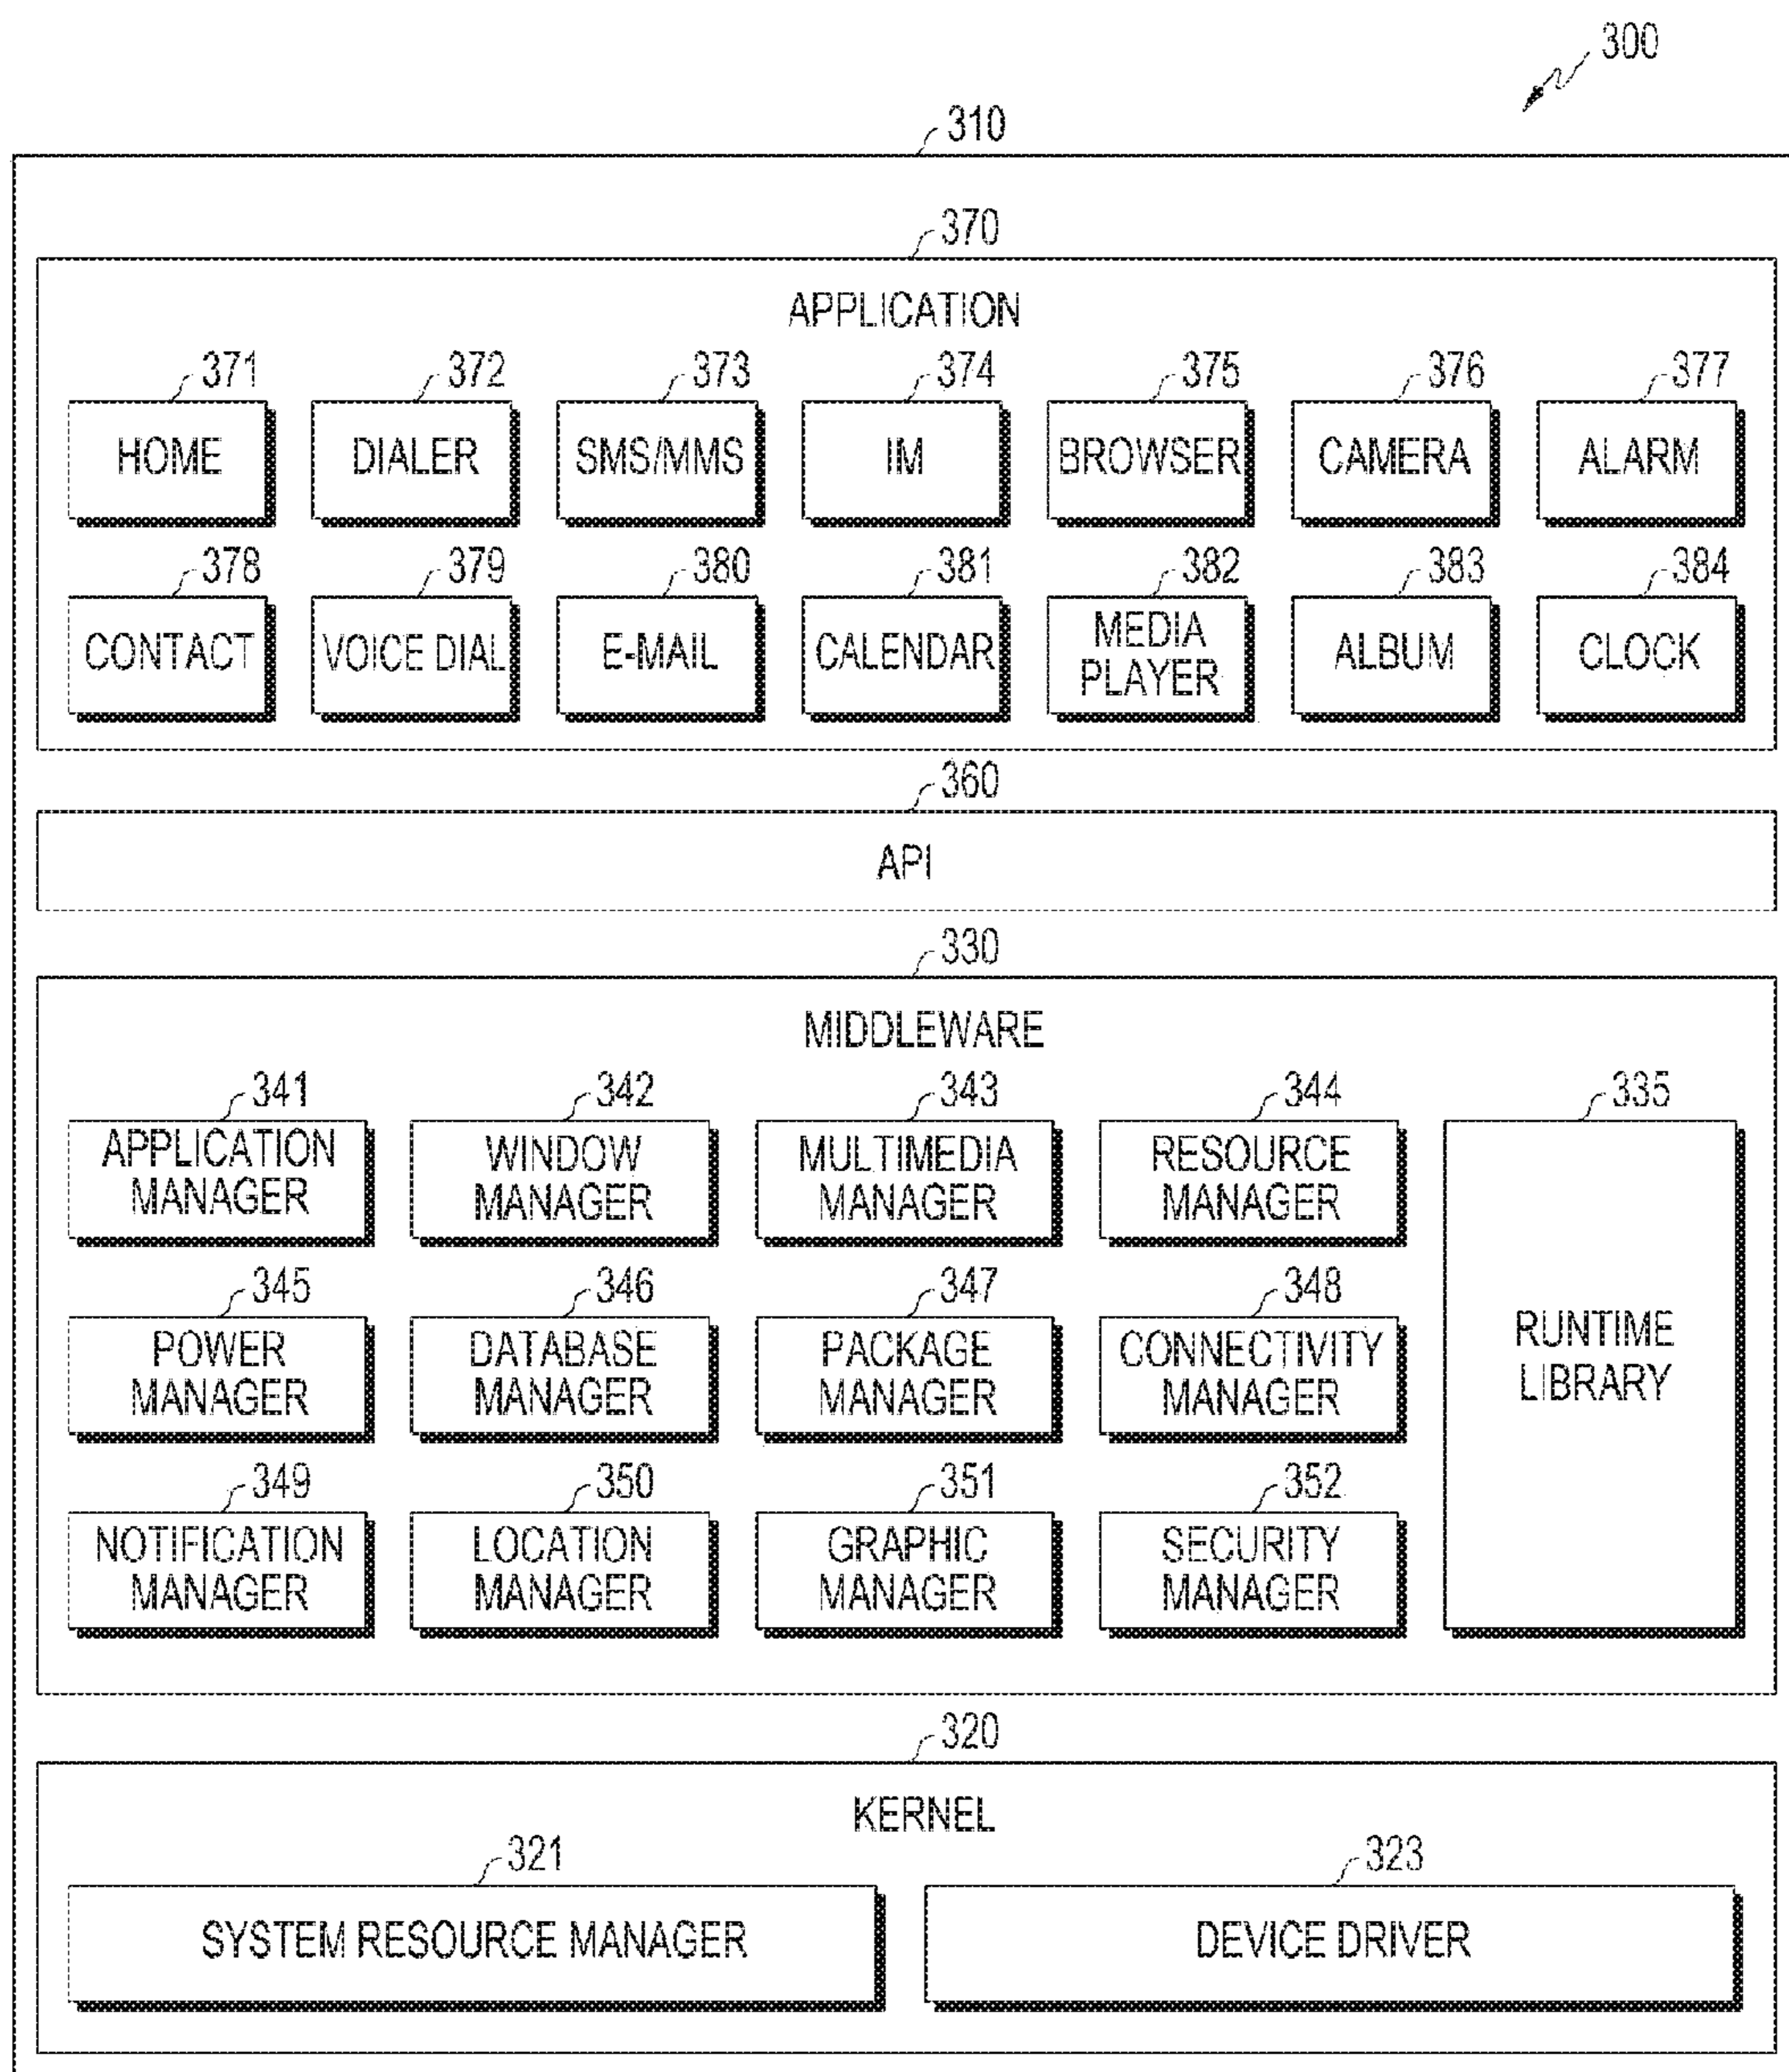 300
310
370
APPLICATION
371 372 373 374 375 376 377
HOME DIALER SMS/MMS IM BROWSER CAMERA ALARM
378 379 380 381 382 383 384
CONTACT VOICE DIAL E-MAIL CALENDAR MEDIA PLAYER ALBUM CLOCK
360
API
330
MIDDLEWARE
341 342 343 344 335
APPLICATION MANAGER WINDOW MANAGER MULTIMEDIA MANAGER RESOURCE MANAGER
345 346 347 348
POWER MANAGER DATABASE MANAGER PACKAGE MANAGER CONNECTIVITY MANAGER RUNTIME LIBRARY
349 350 351 352
NOTIFICATION MANAGER LOCATION MANAGER GRAPHIC MANAGER SECURITY MANAGER
320
KERNEL
321 323
SYSTEM RESOURCE MANAGER DEVICE DRIVER